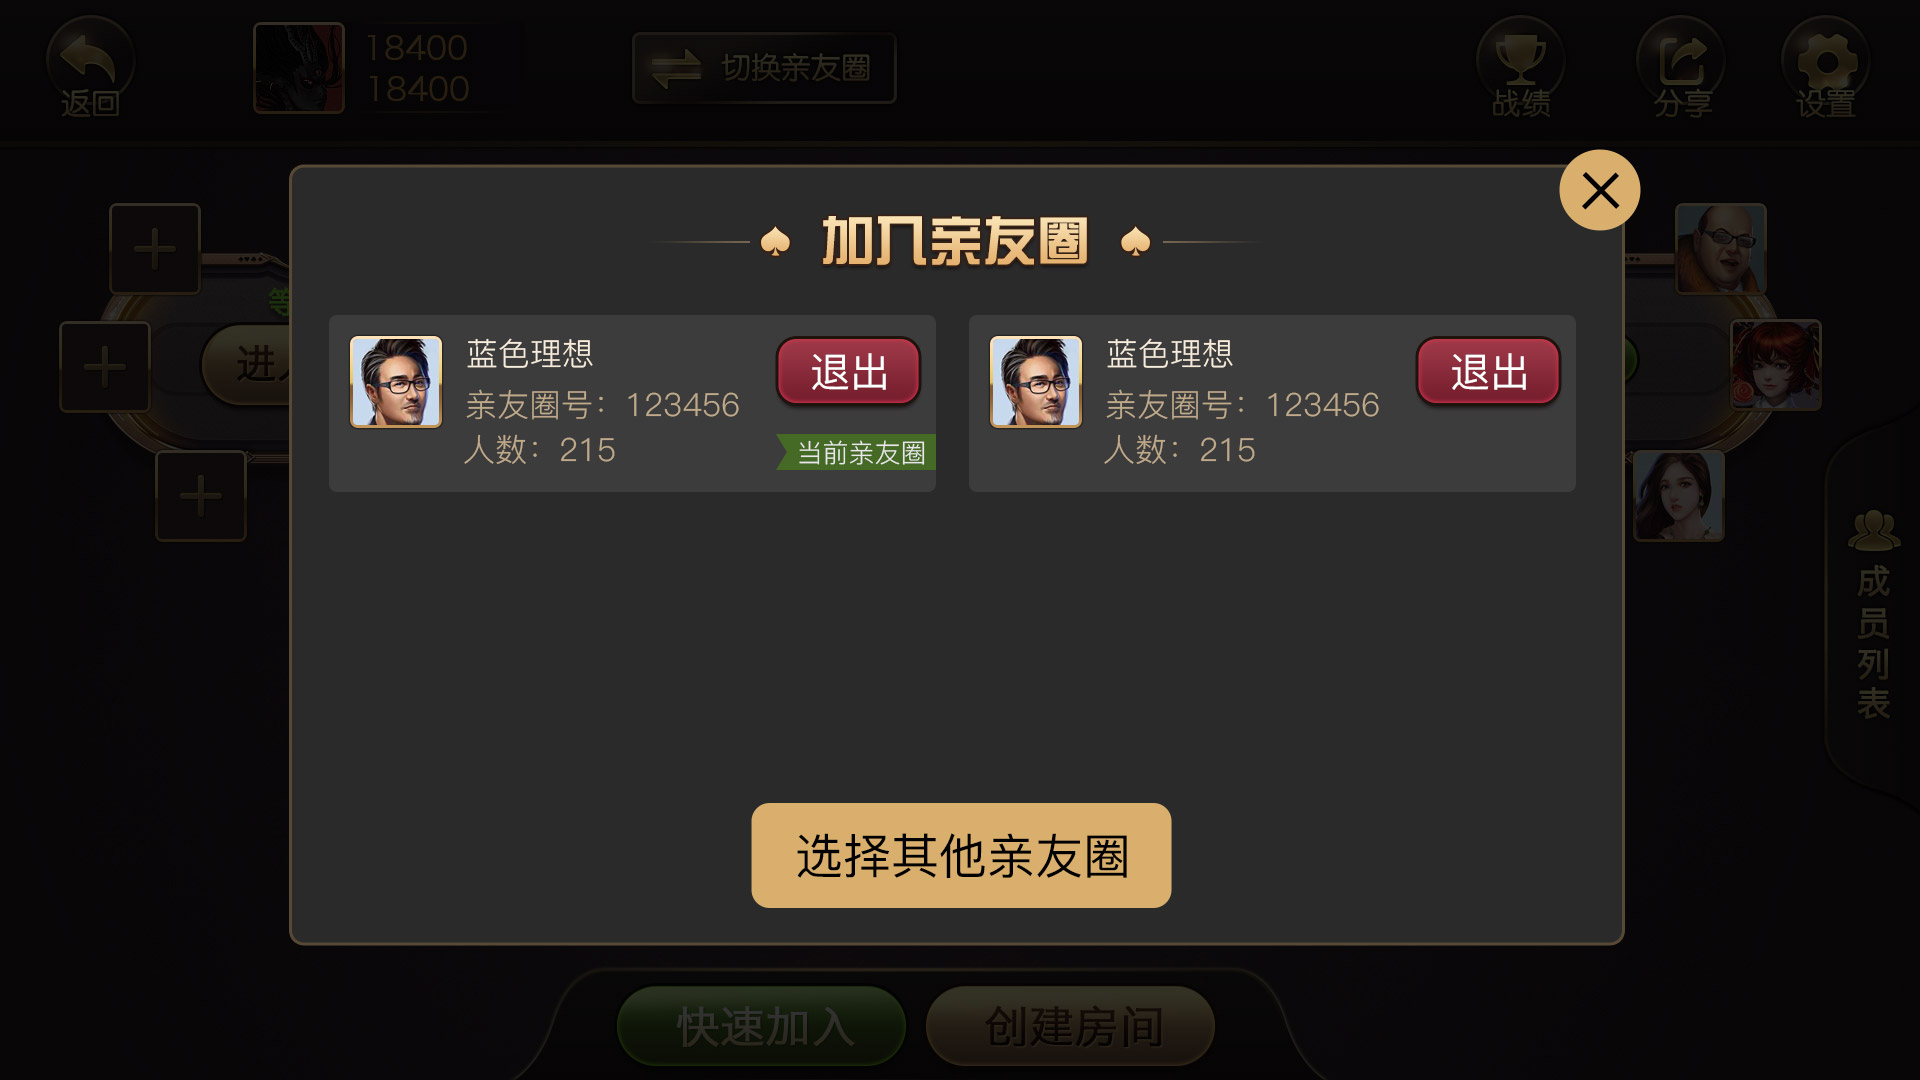 返回
18400
18400
切换亲友圈
战绩
分享
设置
加入亲友圈
蓝色理想
亲友圈号：123456
人数：215
退出
当前亲友圈
蓝色理想
亲友圈号：123456
人数：215
退出
等
进入
成员列表
选择其他亲友圈
快速加入
创建房间